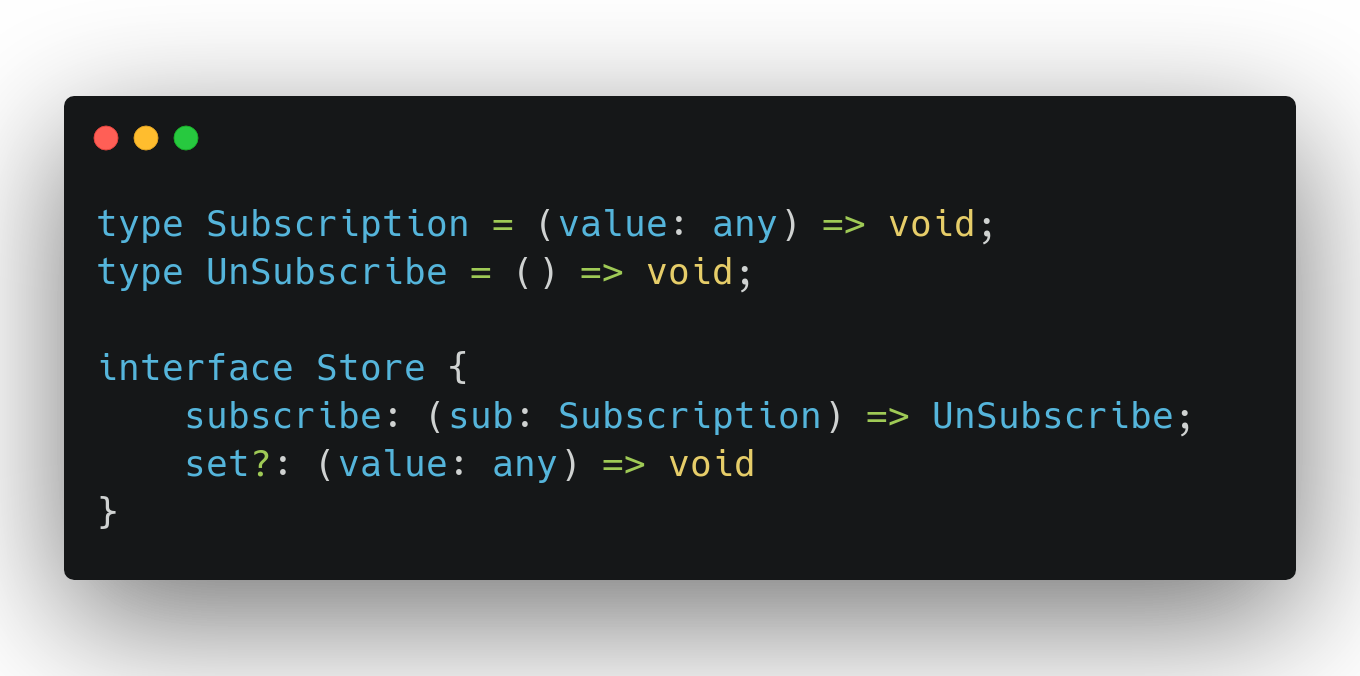 type Subscription = (value: any) => void;
type UnSubscribe = () => void;
interface Store {
    subscribe: (sub: Subscription) => UnSubscribe;
    set?: (value: any) => void
}